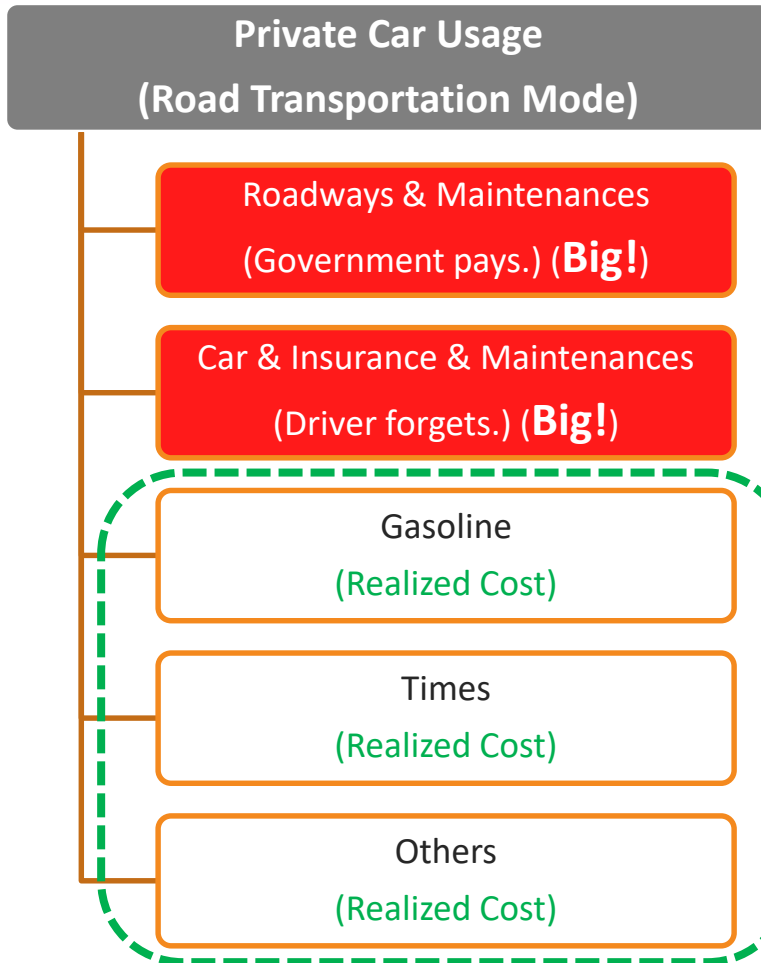 Private Car Usage
(Road Transportation Mode)
Roadways & Maintenances
(Government pays.) (Big!)
Car & Insurance & Maintenances
(Driver forgets.) (Big!)
Gasoline
(Realized Cost)
Times
(Realized Cost)
Others
(Realized Cost)